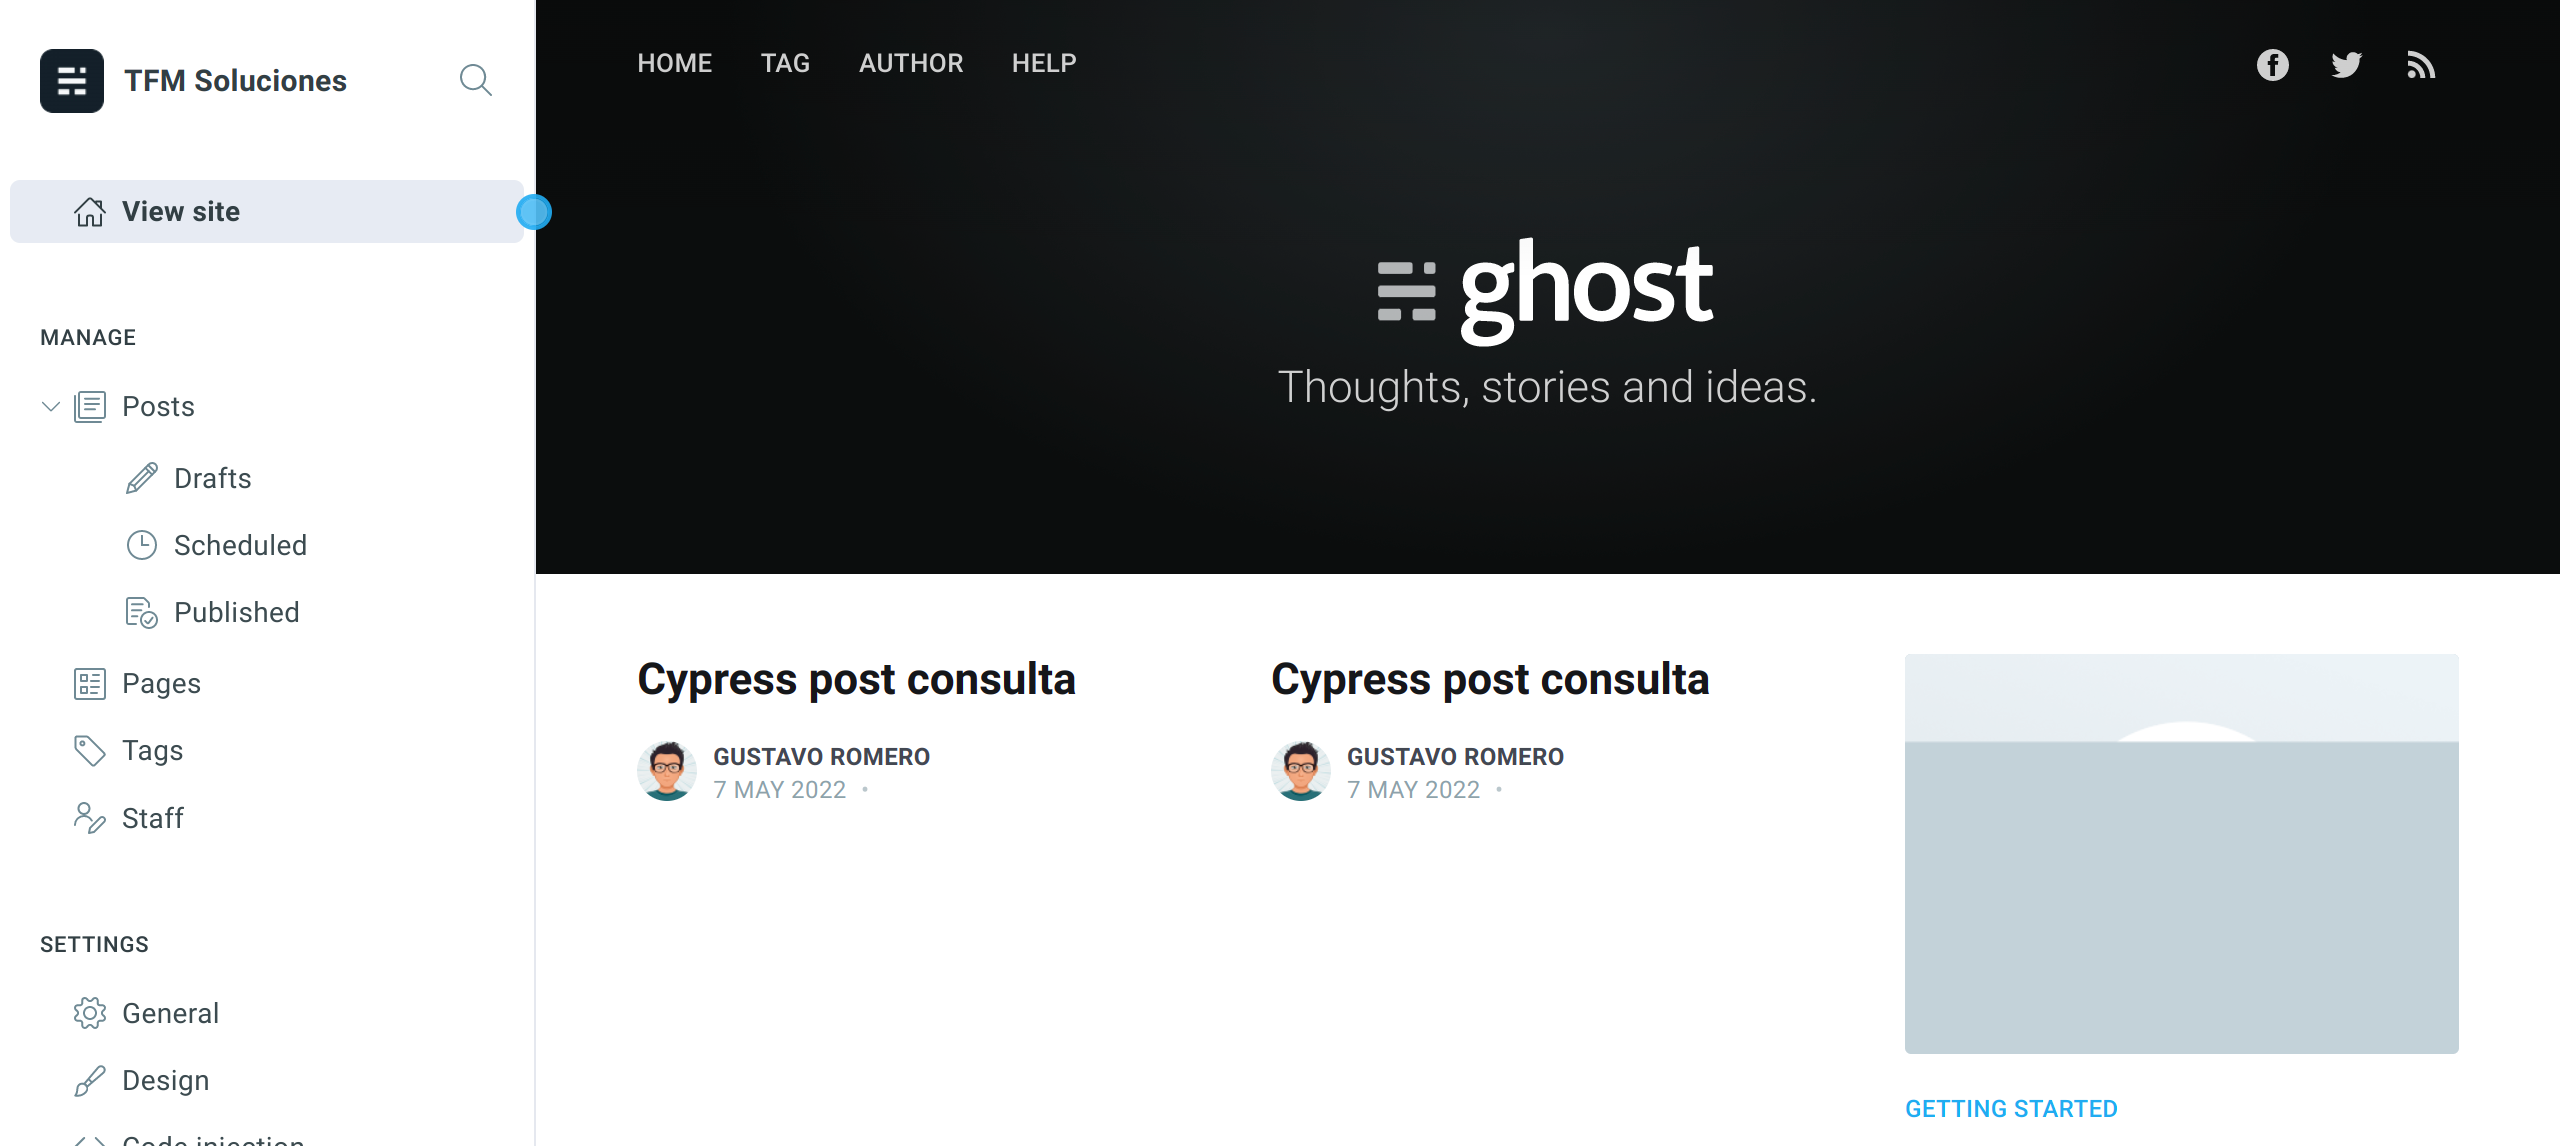 TFM Soluciones
View site
MANAGE
Posts
Drafts
Scheduled
Published
Pages
Tags
Staff
SETTINGS
General
Design
Code injection
HOME TAG AUTHOR HELP
ghost
Thoughts, stories and ideas.
Cypress post consulta
GUSTAVO ROMERO
7 MAY 2022 •
Cypress post consulta
GUSTAVO ROMERO
7 MAY 2022 •
GETTING STARTED